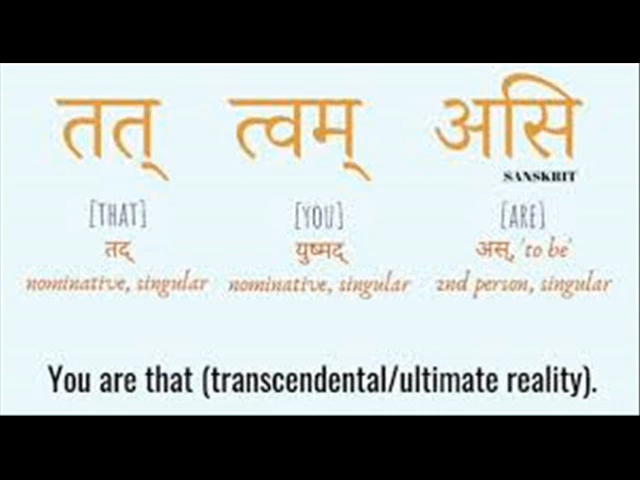 तत् त्वम् असि
SANSKRIT
[THAT] [YOU] [ARE]
तद् युष्मद् अस्, 'to be'
nominative, singular nominative, singular 2nd person, singular
You are that (transcendental/ultimate reality).